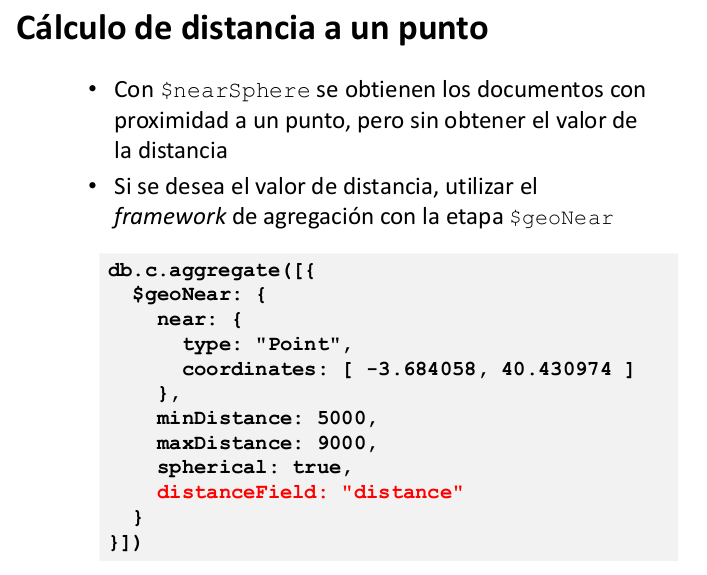 Cálculo de distancia a un punto
• Con $nearSphere se obtienen los documentos con
proximidad a un punto, pero sin obtener el valor de
la distancia
• Si se desea el valor de distancia, utilizar el
framework de agregación con la etapa $geoNear
db.c.aggregate([{
  $geoNear: {
    near: {
      type: "Point",
      coordinates: [ -3.684058, 40.430974 ]
    },
    minDistance: 5000,
    maxDistance: 9000,
    spherical: true,
    distanceField: "distance"
  }
}])